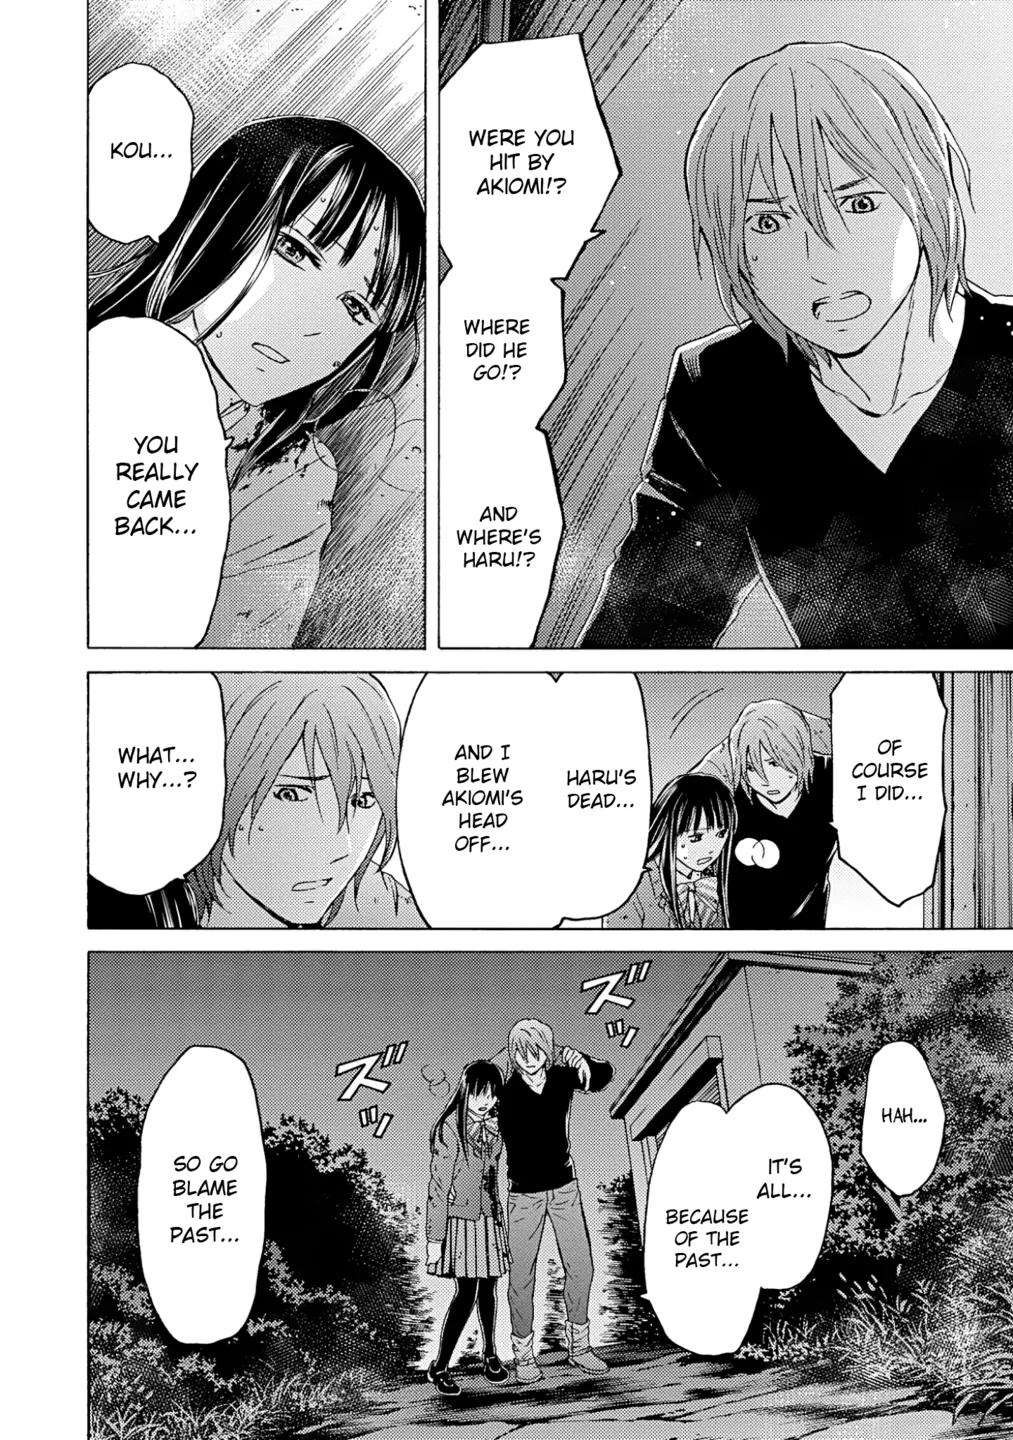 WERE YOU
HIT BY
AKIOMI!?
WHERE
DID HE
GO!?
AND
WHERE'S
HARU!?
KOU...
YOU
REALLY
CAME
BACK...
OF
COURSE
I DID...
HARU'S
DEAD...
AND I
BLEW
AKIOMI'S
HEAD
OFF...
WHAT...
WHY...?
HAH...
IT'S
ALL...
BECAUSE
OF THE
PAST...
ズッ
ズッ
SO GO
BLAME
THE
PAST...